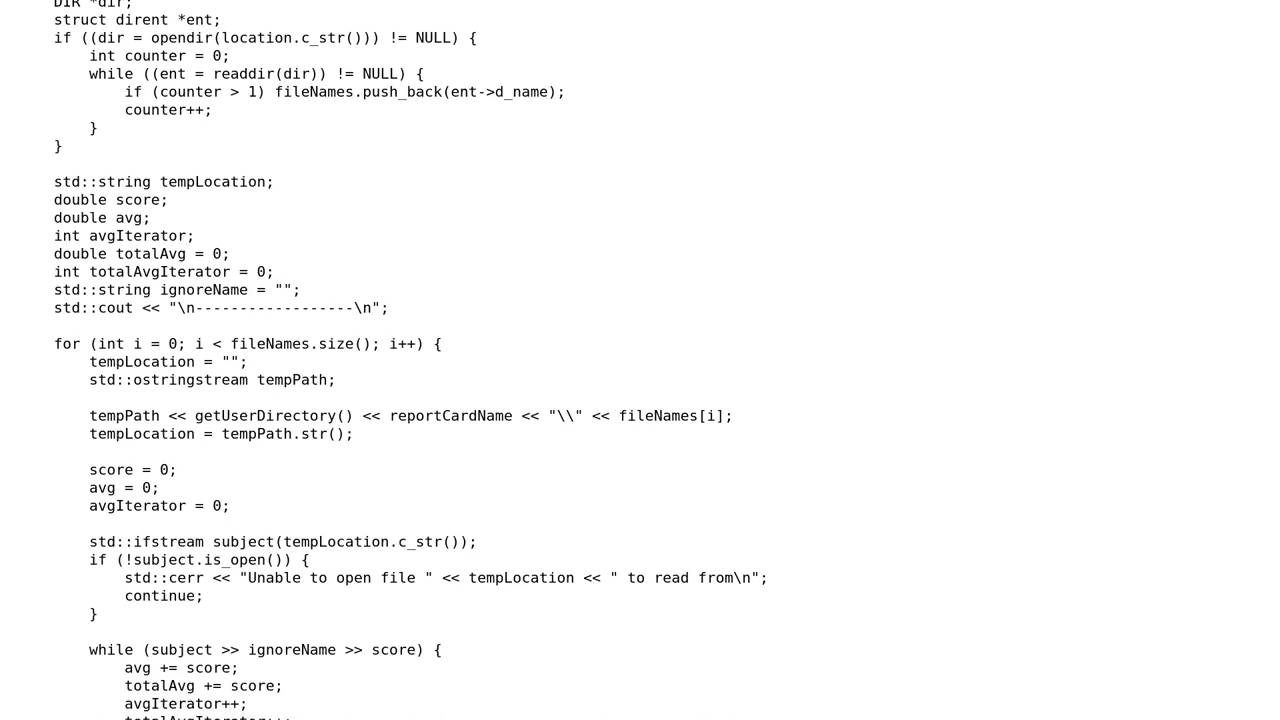 DIR *dir;
struct dirent *ent;
if ((dir = opendir(location.c_str())) != NULL) {
    int counter = 0;
    while ((ent = readdir(dir)) != NULL) {
        if (counter > 1) fileNames.push_back(ent->d_name);
        counter++;
    }
}

std::string tempLocation;
double score;
double avg;
int avgIterator;
double totalAvg = 0;
int totalAvgIterator = 0;
std::string ignoreName = "";
std::cout << "\n------------------\n";

for (int i = 0; i < fileNames.size(); i++) {
    tempLocation = "";
    std::ostringstream tempPath;

    tempPath << getUserDirectory() << reportCardName << "\\" << fileNames[i];
    tempLocation = tempPath.str();

    score = 0;
    avg = 0;
    avgIterator = 0;

    std::ifstream subject(tempLocation.c_str());
    if (!subject.is_open()) {
        std::cerr << "Unable to open file " << tempLocation << " to read from\n";
        continue;
    }

    while (subject >> ignoreName >> score) {
        avg += score;
        totalAvg += score;
        avgIterator++;
        totalAvgIterator++;